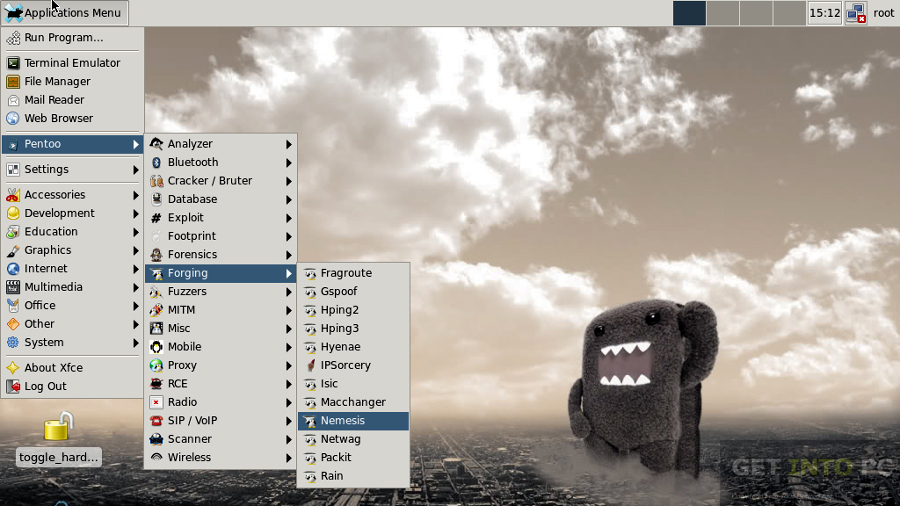 Applications Menu
15:12
root
Run Program...
Terminal Emulator
File Manager
Mail Reader
Web Browser
Pentoo
Settings
Accessories
Development
Education
Graphics
Internet
Multimedia
Office
Other
System
About Xfce
Log Out
Analyzer
Bluetooth
Cracker / Bruter
Database
Exploit
Footprint
Forensics
Forging
Fuzzers
MITM
Misc
Mobile
Proxy
RCE
Radio
SIP / VoIP
Scanner
Wireless
Fragroute
Gspoof
Hping2
Hping3
Hyenae
IPSorcery
Isic
Macchanger
Nemesis
Netwag
Packit
Rain
toggle_hard...
GET INTO PC